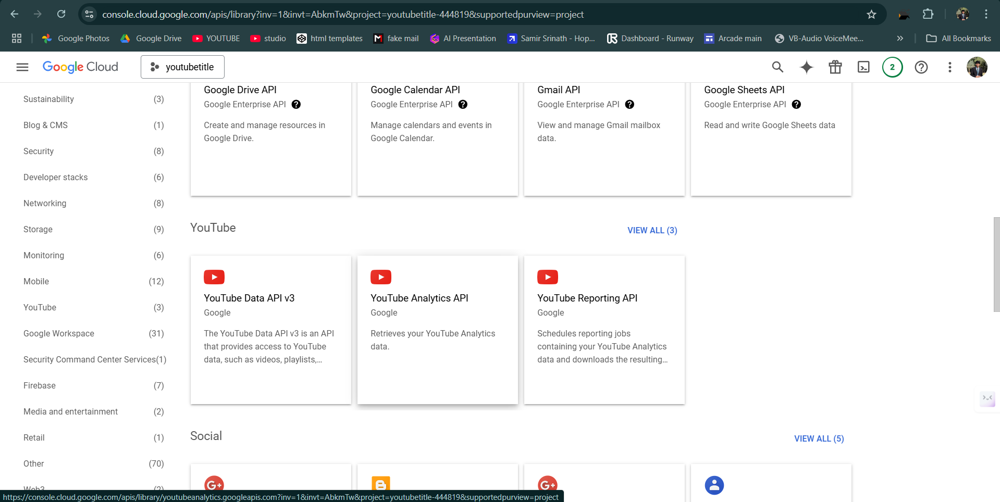 console.cloud.google.com/apis/library?inv=1&invt=AbkmTw&project=youtubetitle-444819&supportedpurview=project
Google Photos
Google Drive
YOUTUBE
studio
html templates
fake mail
AI Presentation
Samir Srinath - Hop...
Dashboard - Runway
Arcade main
VB-Audio VoiceMee...
»
All Bookmarks
Google Cloud
youtubetitle
2
Sustainability (3)
Blog & CMS (1)
Security (8)
Developer stacks (6)
Networking (8)
Storage (9)
Monitoring (6)
Mobile (12)
YouTube (3)
Google Workspace (31)
Security Command Center Services(1)
Firebase (7)
Media and entertainment (2)
Retail (1)
Other (70)
Web3 (2)
Google Drive API
Google Enterprise API
Create and manage resources in
Google Drive.
Google Calendar API
Google Enterprise API
Manage calendars and events in
Google Calendar.
Gmail API
Google Enterprise API
View and manage Gmail mailbox
data.
Google Sheets API
Google Enterprise API
Read and write Google Sheets data
YouTube
VIEW ALL (3)
YouTube Data API v3
Google
The YouTube Data API v3 is an API
that provides access to YouTube
data, such as videos, playlists,...
YouTube Analytics API
Google
Retrieves your YouTube Analytics
data.
YouTube Reporting API
Google
Schedules reporting jobs
containing your YouTube Analytics
data and downloads the resulting...
Social
VIEW ALL (5)
G+
G+
https://console.cloud.google.com/apis/library/youtubeanalytics.googleapis.com?inv=1&invt=AbkmTw&project=youtubetitle-444819&supportedpurview=project